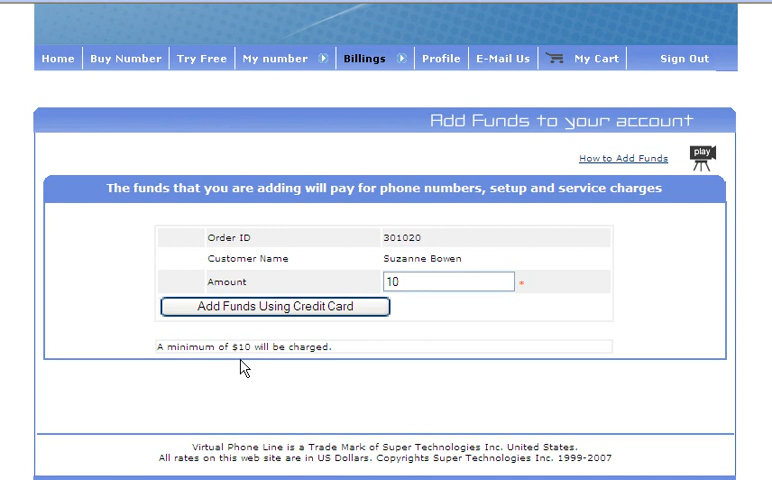 Home Buy Number Try Free My number Billings Profile E-Mail Us My Cart Sign Out
Add Funds to your account
How to Add Funds play
The funds that you are adding will pay for phone numbers, setup and service charges
Order ID 301020
Customer Name Suzanne Bowen
Amount 10 *
Add Funds Using Credit Card
A minimum of $10 will be charged.
Virtual Phone Line is a Trade Mark of Super Technologies Inc. United States.
All rates on this web site are in US Dollars. Copyrights Super Technologies Inc. 1999-2007